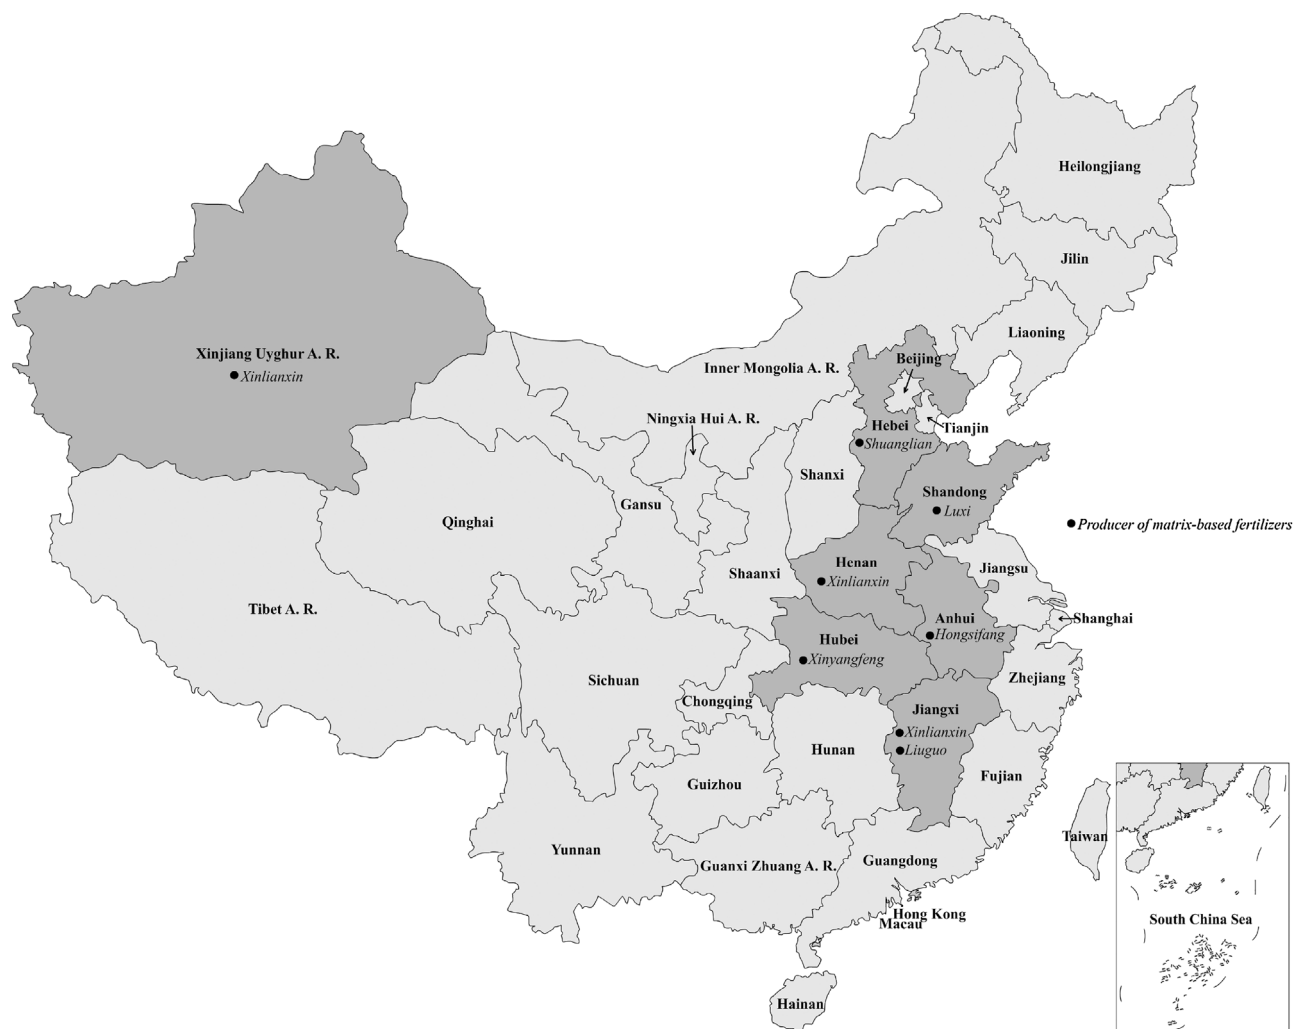 Heilongjiang
Jilin
Liaoning
Xinjiang Uyghur A. R.
Xinlianxin
Inner Mongolia A. R.
Beijing
Ningxia Hui A. R.
Hebei
Tianjin
Shuanglian
Shanxi
Shandong
Luxi
Gansu
Qinghai
Producer of matrix-based fertilizers
Henan
Xinlianxin
Jiangsu
Shaanxi
Tibet A. R.
Anhui
Shanghai
Hongsifang
Hubei
Xinyangfeng
Sichuan
Zhejiang
Chongqing
Jiangxi
Xinlianxin
Liuguo
Hunan
Fujian
Guizhou
Taiwan
Yunnan
Guanxi Zhuang A. R.
Guangdong
Hong Kong
Macau
South China Sea
Hainan